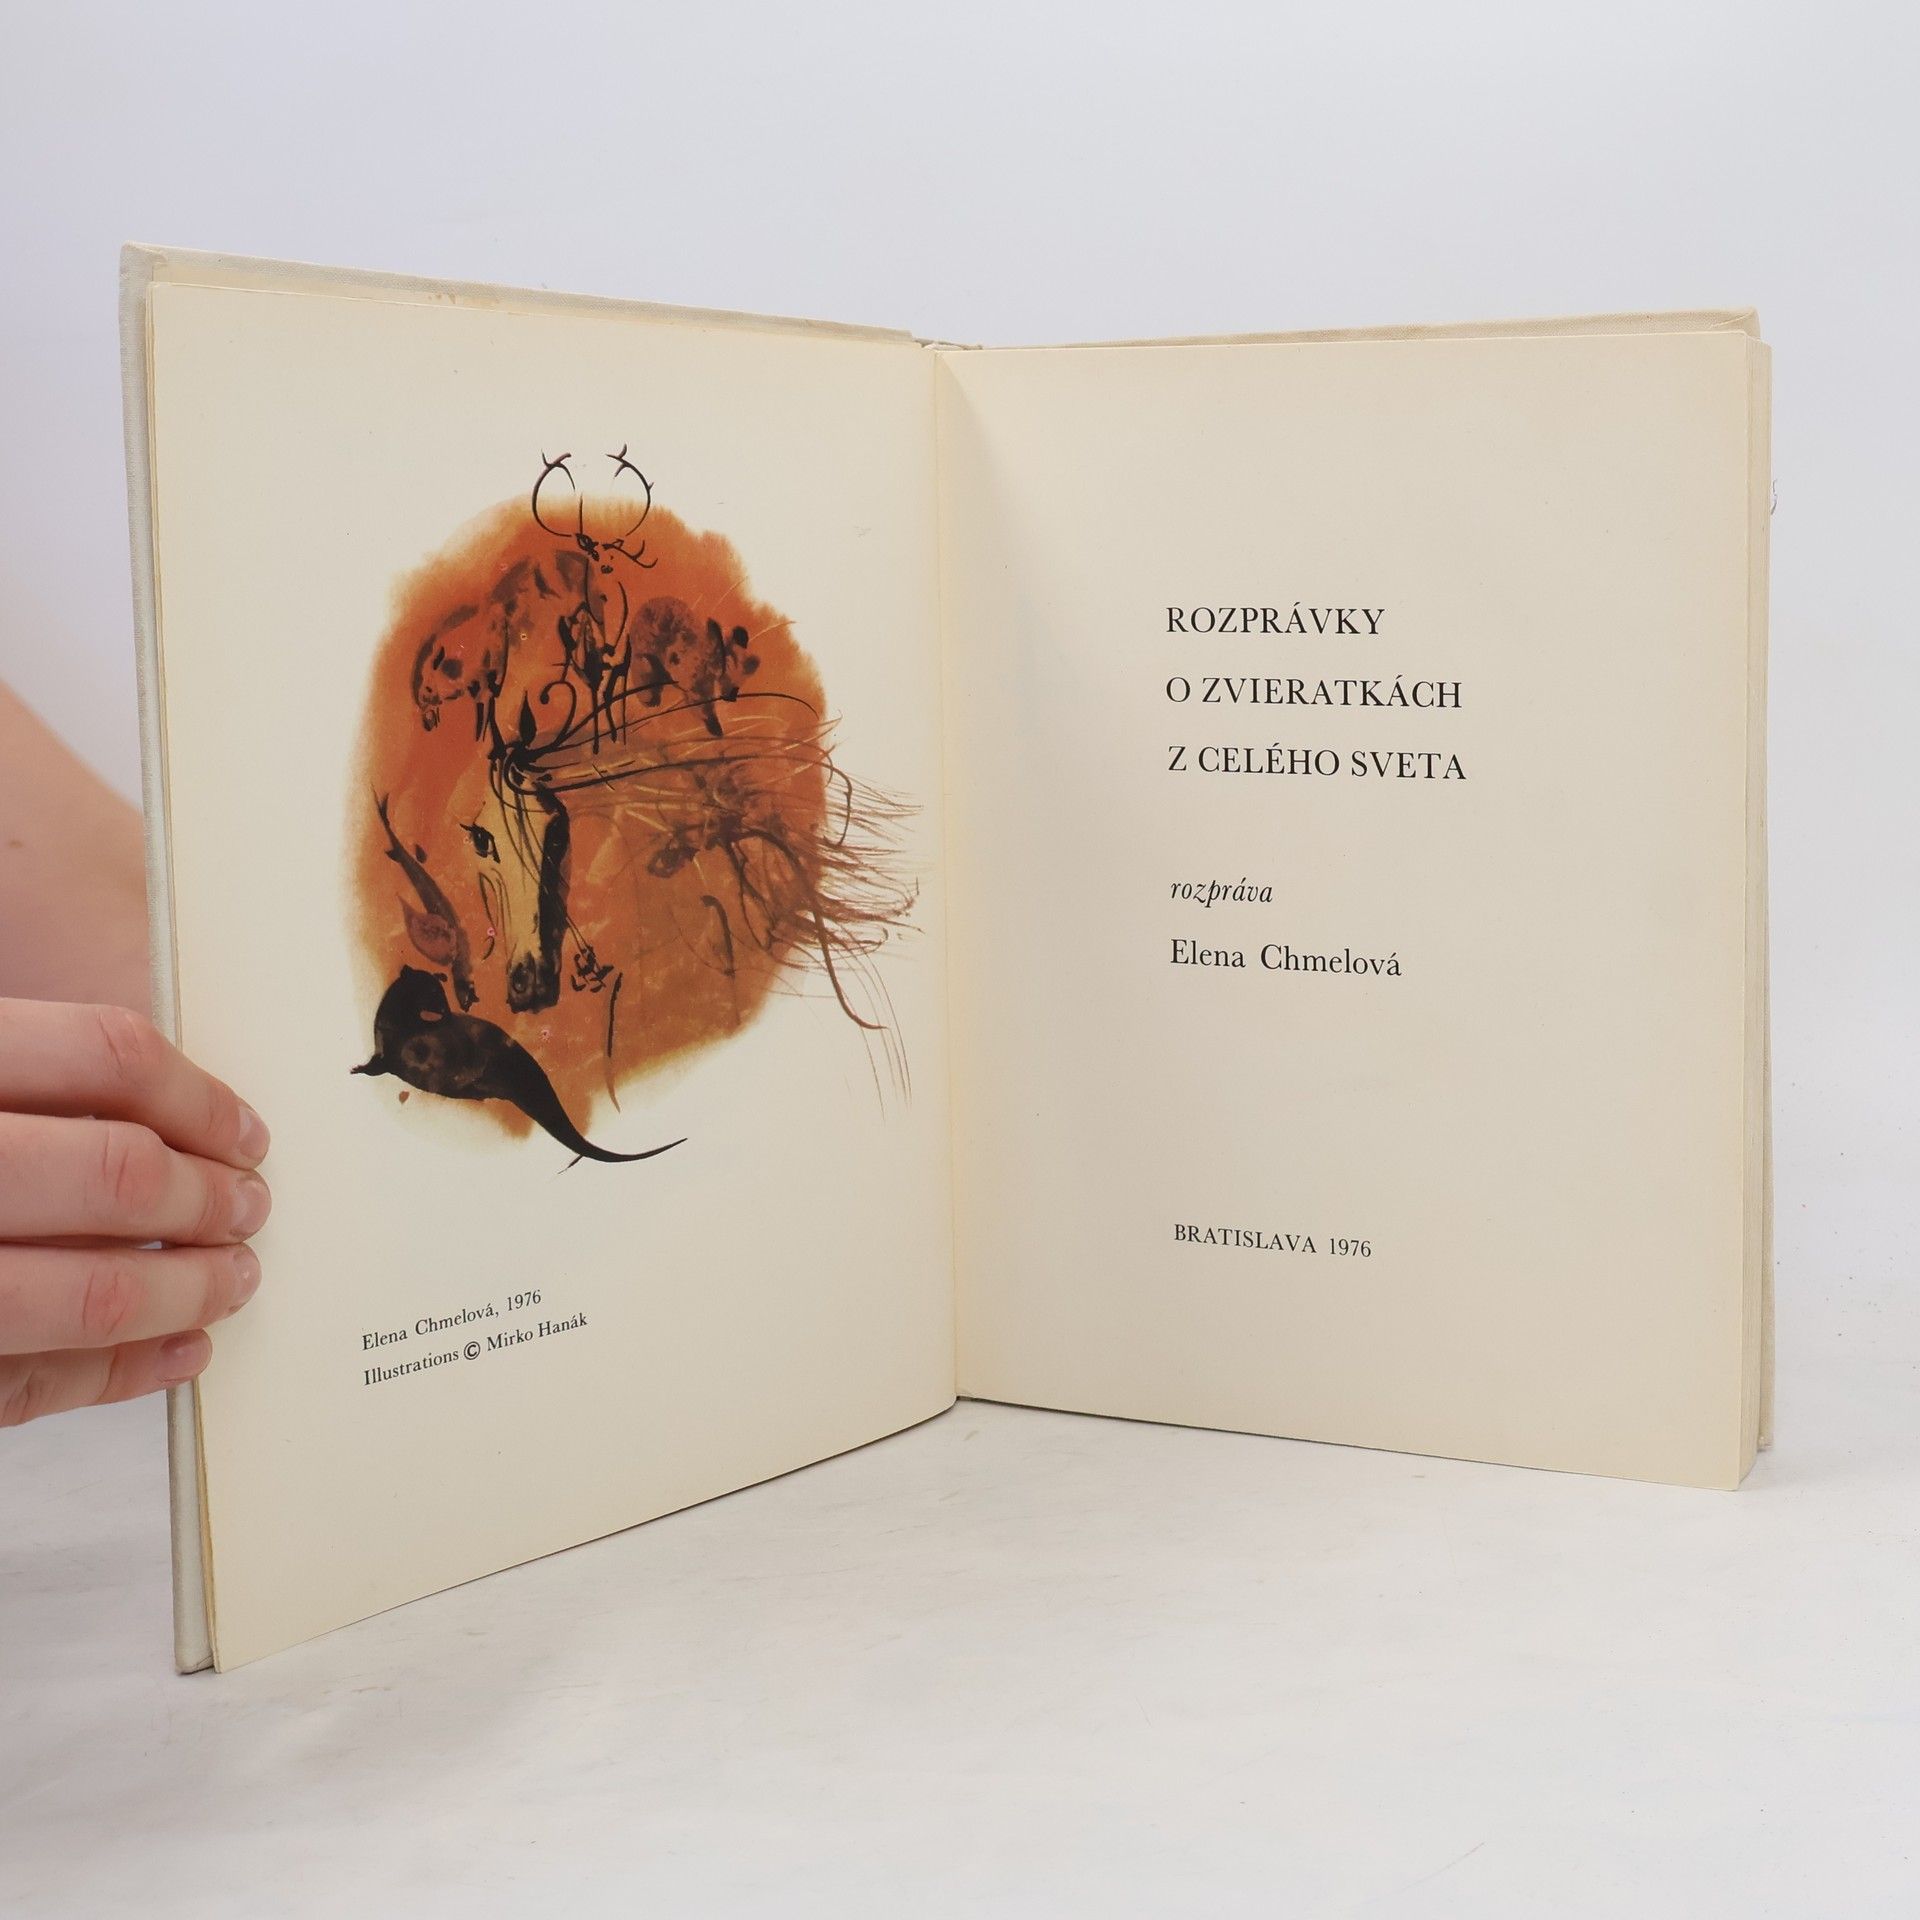 Elena Chmelová, 1976
Illustrations © Mirko Hanák
ROZPRÁVKY
O ZVIERATKÁCH
Z CELÉHO SVETA
rozpráva
Elena Chmelová
BRATISLAVA 1976